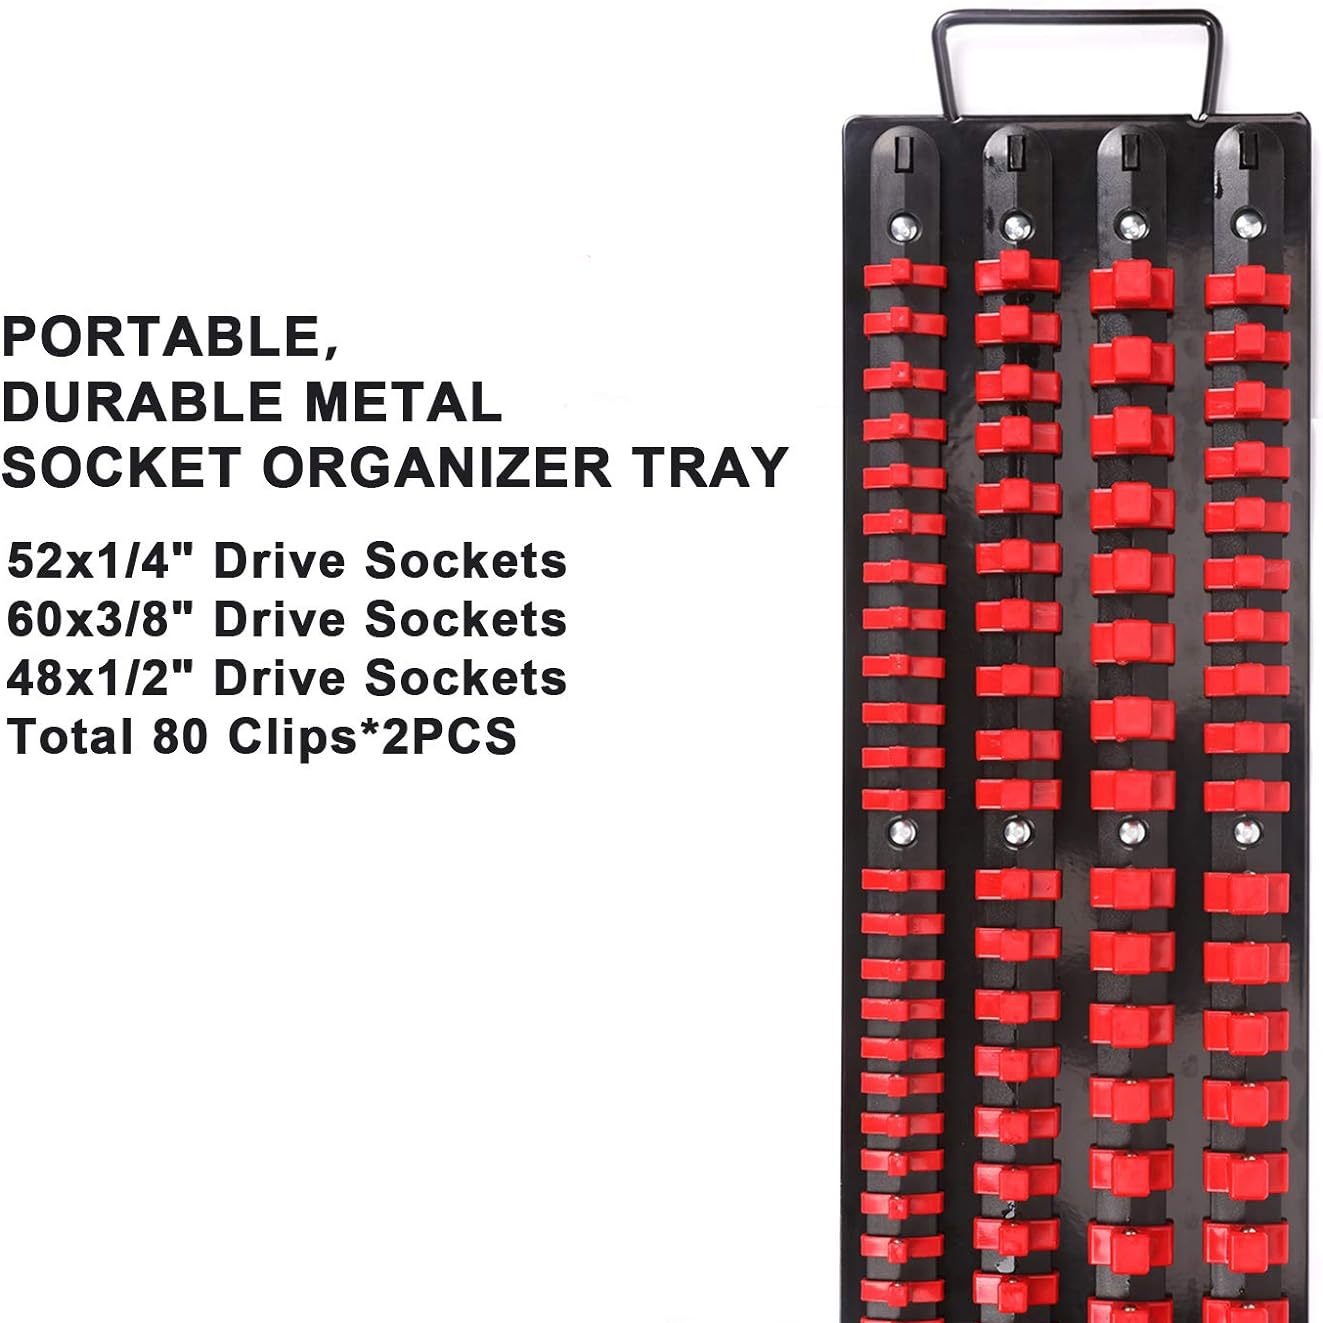 PORTABLE,
DURABLE METAL
SOCKET ORGANIZER TRAY
52x1/4" Drive Sockets
60x3/8" Drive Sockets
48x1/2" Drive Sockets
Total 80 Clips*2PCS